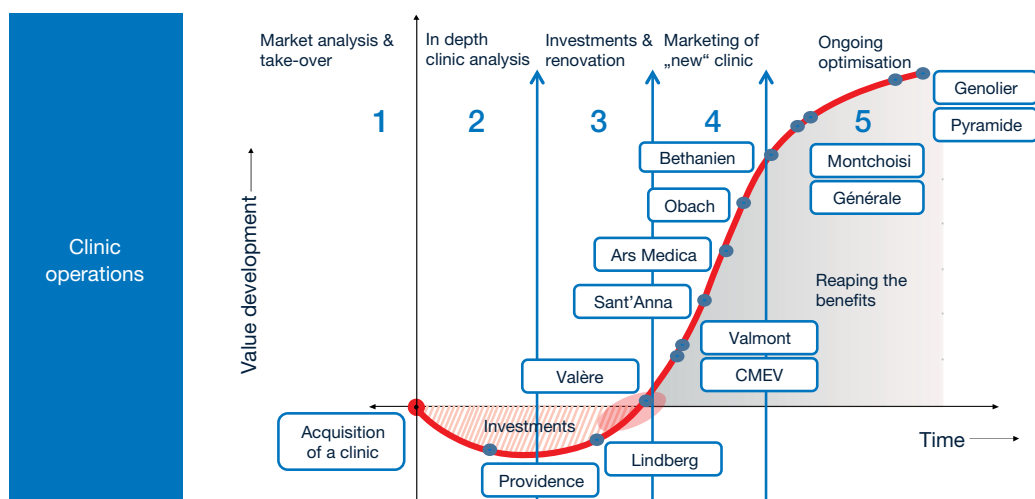 Clinic
operations
Market analysis &
take-over
In depth
clinic analysis
Investments &
renovation
Marketing of
„new“ clinic
Ongoing
optimisation
1
2
3
4
5
Value development
Genolier
Pyramide
Bethanien
Montchoisi
Obach
Générale
Ars Medica
Sant’Anna
Reaping the
benefits
Valmont
Valère
CMEV
Acquisition
of a clinic
Investments
Time
Lindberg
Providence